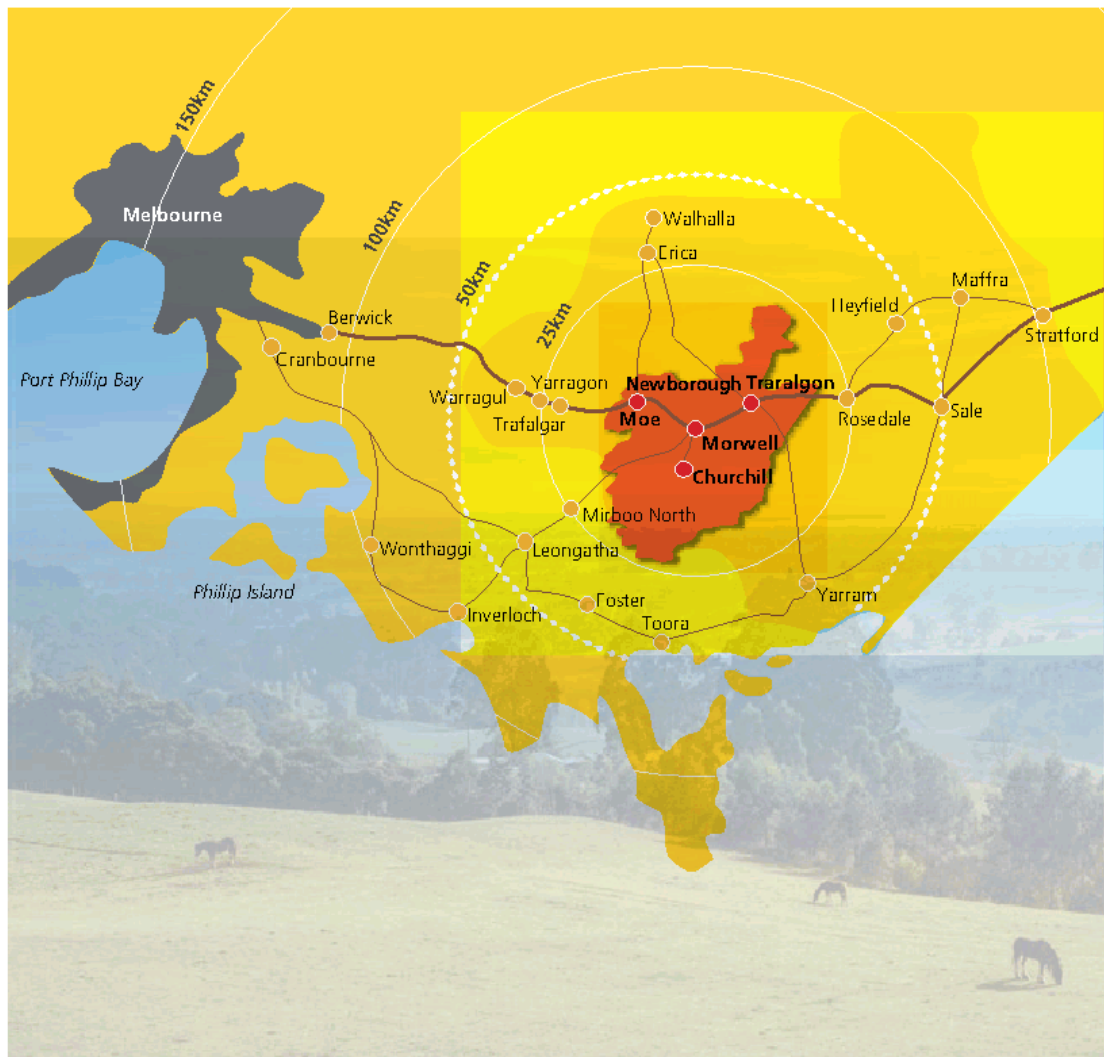 150km
Melbourne
100km
Walhalla
Erica
50km
Maffra
25km
Heyfield
Berwick
Stratford
Cranbourne
Port Phillip Bay
Yarragon
Newborough
Traralgon
Warragul
Trafalgar
Moe
Rosedale
Sale
Morwell
Churchill
Mirboo North
Wonthaggi
Leongatha
Phillip Island
Foster
Yarram
Inverloch
Toora